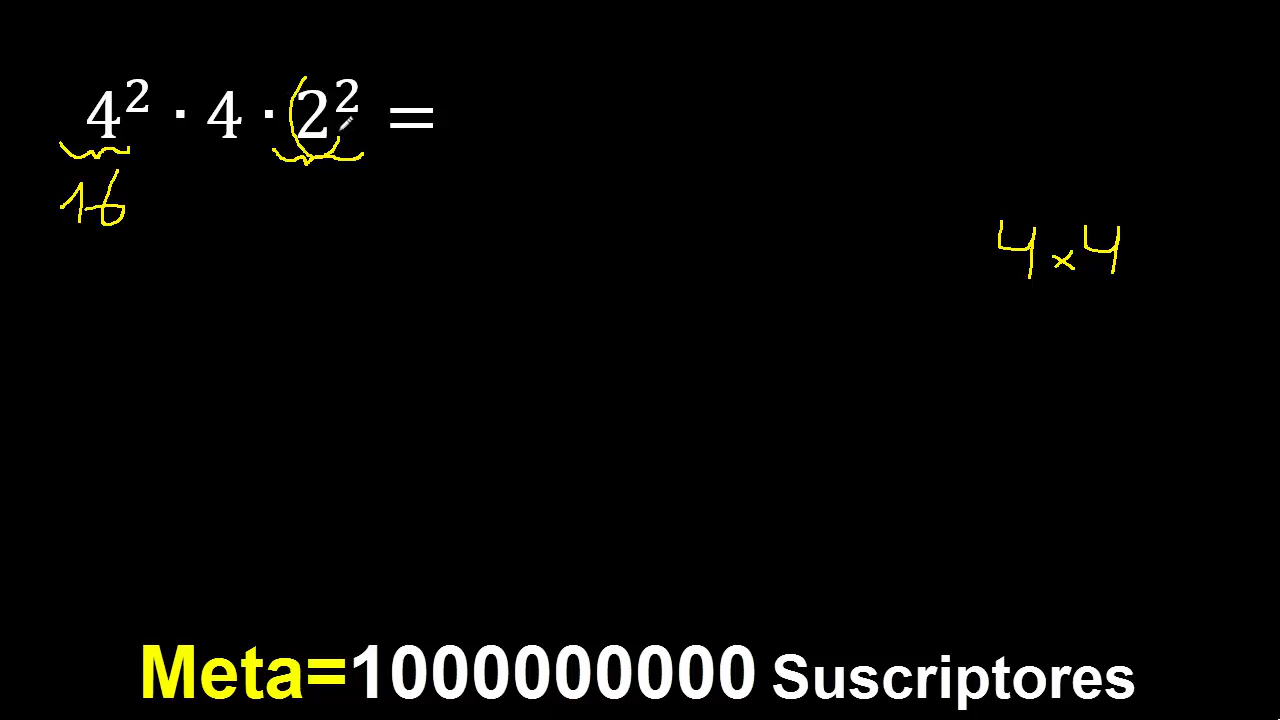 4² · 4 · 2² =
16
4 × 4
Meta=1000000000 Suscriptores